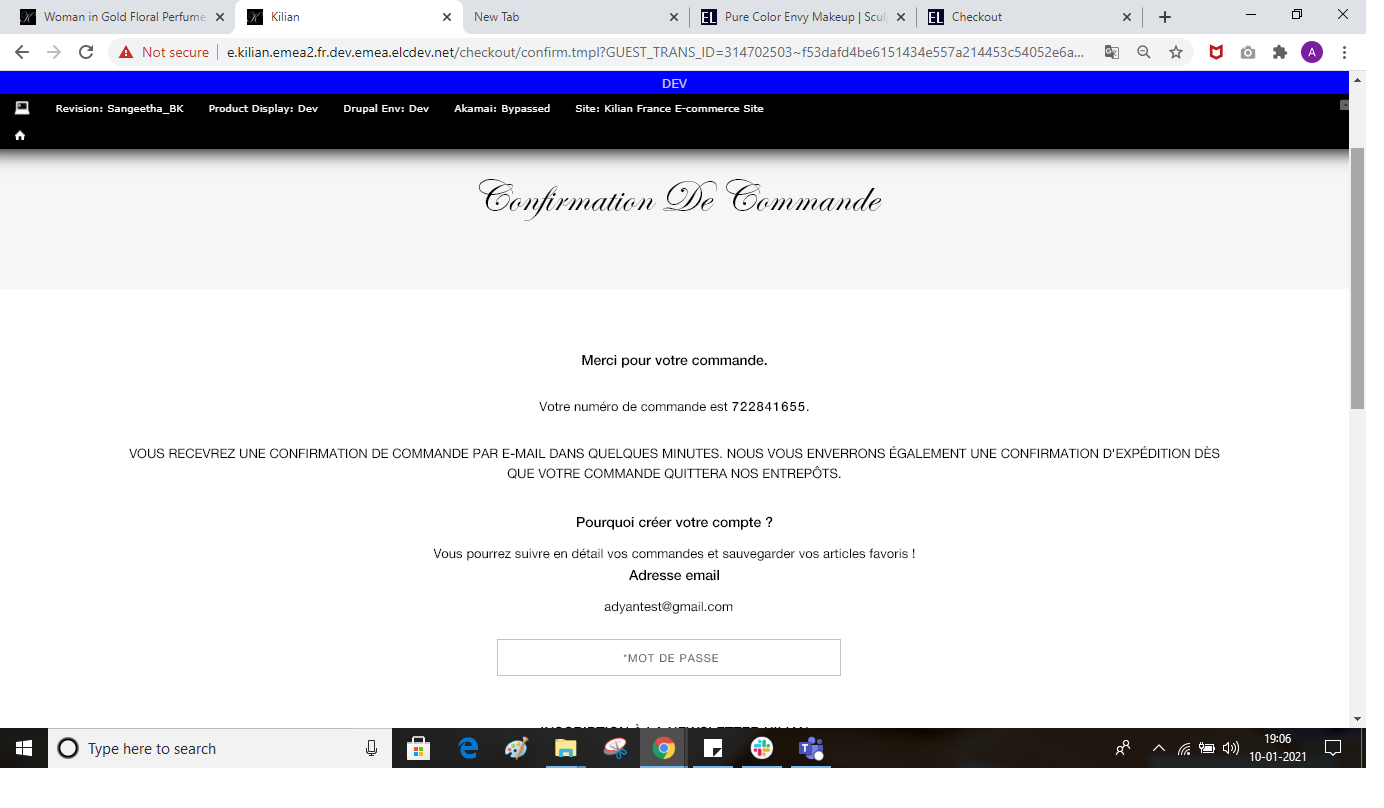 Woman in Gold Floral Perfume
Kilian
New Tab
EL Pure Color Envy Makeup | Scul
EL Checkout
Not secure | e.kilian.emea2.fr.dev.emea.elcdev.net/checkout/confirm.tmpl?GUEST_TRANS_ID=314702503~f53dafd4be6151434e557a214453c54052e6a...
A
DEV
Revision: Sangeetha_BK Product Display: Dev Drupal Env: Dev Akamai: Bypassed Site: Kilian France E-commerce Site
Confirmation De Commande
Merci pour votre commande.
Votre numéro de commande est 722841655.
VOUS RECEVREZ UNE CONFIRMATION DE COMMANDE PAR E-MAIL DANS QUELQUES MINUTES. NOUS VOUS ENVERRONS ÉGALEMENT UNE CONFIRMATION D'EXPÉDITION DÈS
QUE VOTRE COMMANDE QUITTERA NOS ENTREPÔTS.
Pourquoi créer votre compte ?
Vous pourrez suivre en détail vos commandes et sauvegarder vos articles favoris !
Adresse email
adyantest@gmail.com
*MOT DE PASSE
Type here to search
19:06
10-01-2021